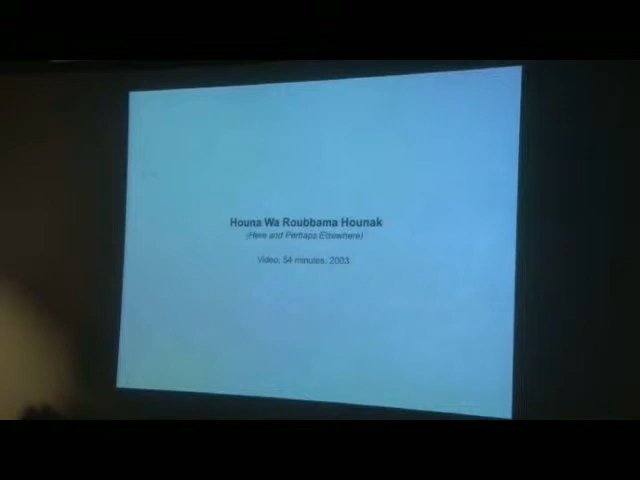 Houna Wa Roubbama Hounak
(Here and Perhaps Elsewhere)
Video, 54 minutes, 2003